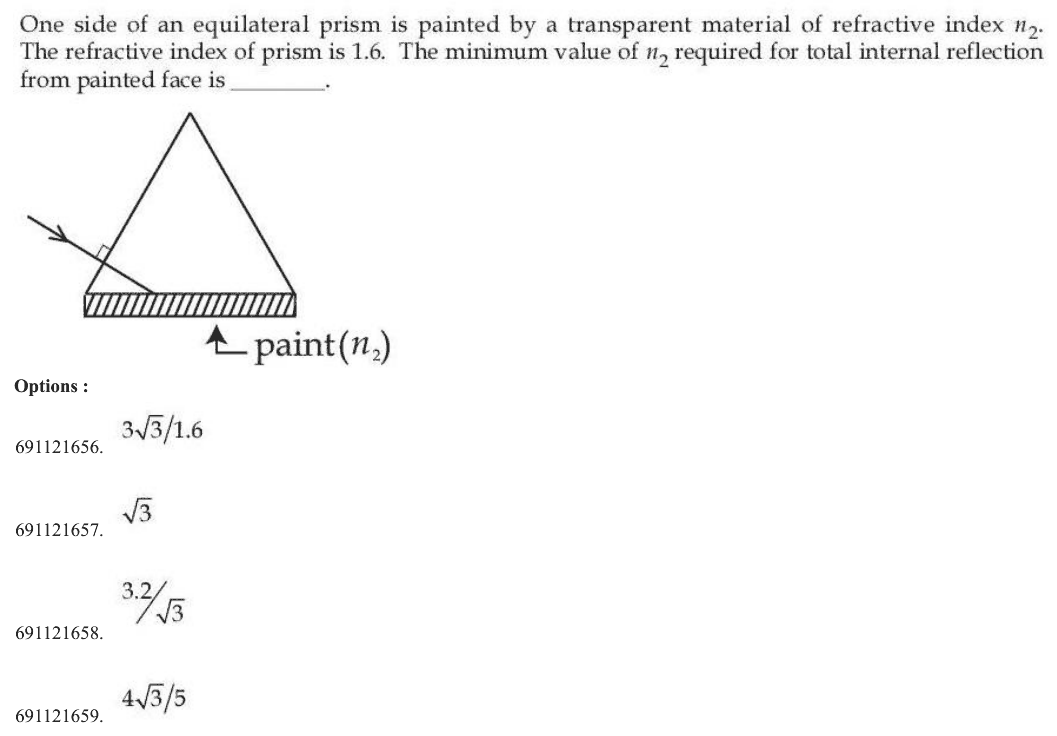 One side of an equilateral prism is painted by a transparent material of refractive index n₂.
The refractive index of prism is 1.6. The minimum value of n₂ required for total internal reflection
from painted face is ________.
paint(n₂)
Options :
691121656. 3√3/1.6
691121657. √3
691121658. 3.2/√3
691121659. 4√3/5